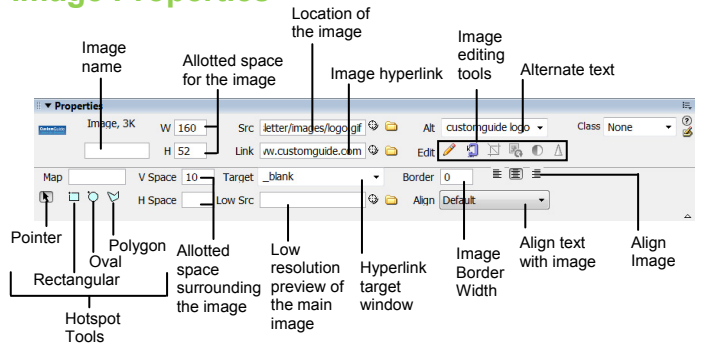 Image Properties
Location of
the image
Image
name
Allotted space
for the image
Image hyperlink
Image
editing
tools
Alternate text
Properties
Image, 3K
W 160
Src letter/images/logo.gif
Alt customguide logo
Class None
H 52
Link w.customguide.com
Edit
Map
V Space 10
Target _blank
Border 0
H Space
Low Src
Align Default
Pointer
Oval
Polygon
Rectangular
Hotspot
Tools
Allotted
space
surrounding
the image
Low
resolution
preview of
the main
image
Hyperlink
target
window
Image
Border
Width
Align text
with image
Align
Image